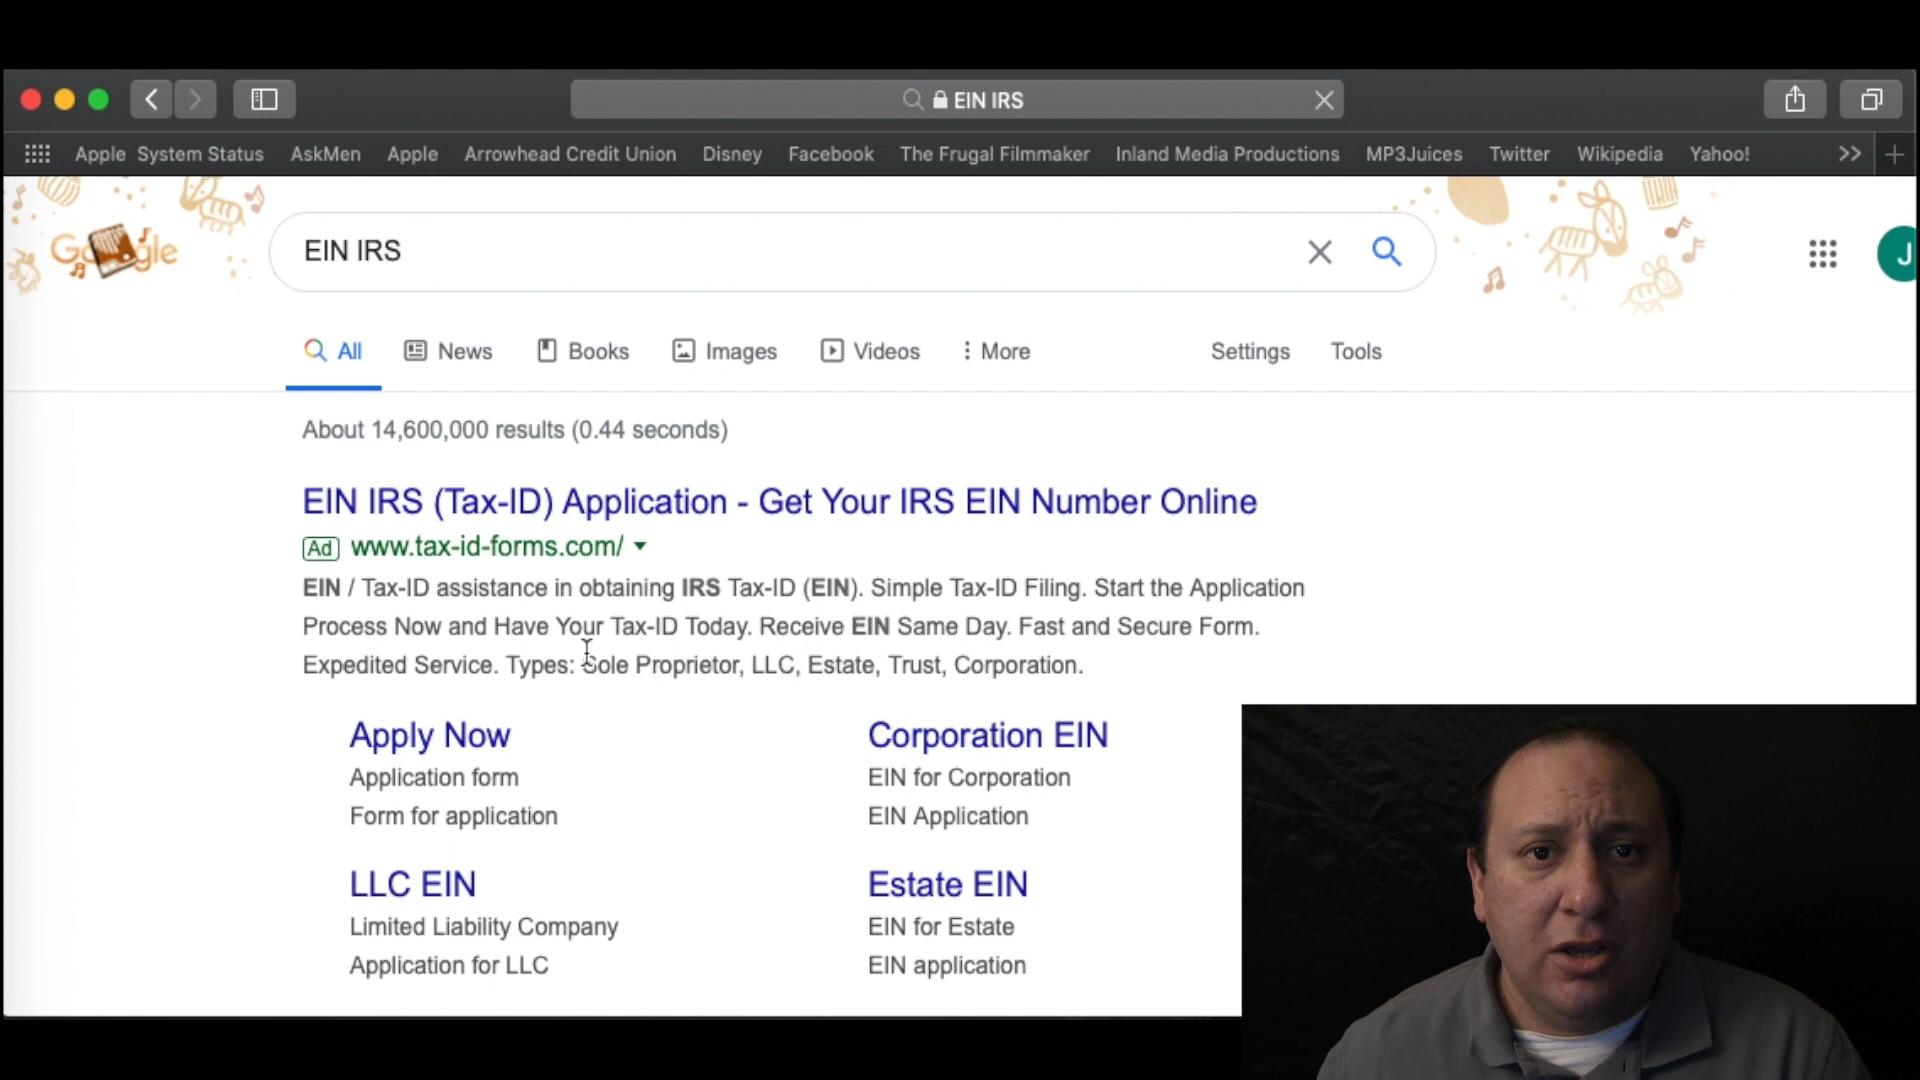 EIN IRS
Apple System Status AskMen Apple Arrowhead Credit Union Disney Facebook The Frugal Filmmaker Inland Media Productions MP3Juices Twitter Wikipedia Yahoo!
Google
EIN IRS
J
All News Books Images Videos More Settings Tools
About 14,600,000 results (0.44 seconds)
EIN IRS (Tax-ID) Application - Get Your IRS EIN Number Online
Ad www.tax-id-forms.com/
EIN / Tax-ID assistance in obtaining IRS Tax-ID (EIN). Simple Tax-ID Filing. Start the Application
Process Now and Have Your Tax-ID Today. Receive EIN Same Day. Fast and Secure Form.
Expedited Service. Types: Sole Proprietor, LLC, Estate, Trust, Corporation.
Apply Now
Application form
Form for application
Corporation EIN
EIN for Corporation
EIN Application
LLC EIN
Limited Liability Company
Application for LLC
Estate EIN
EIN for Estate
EIN application